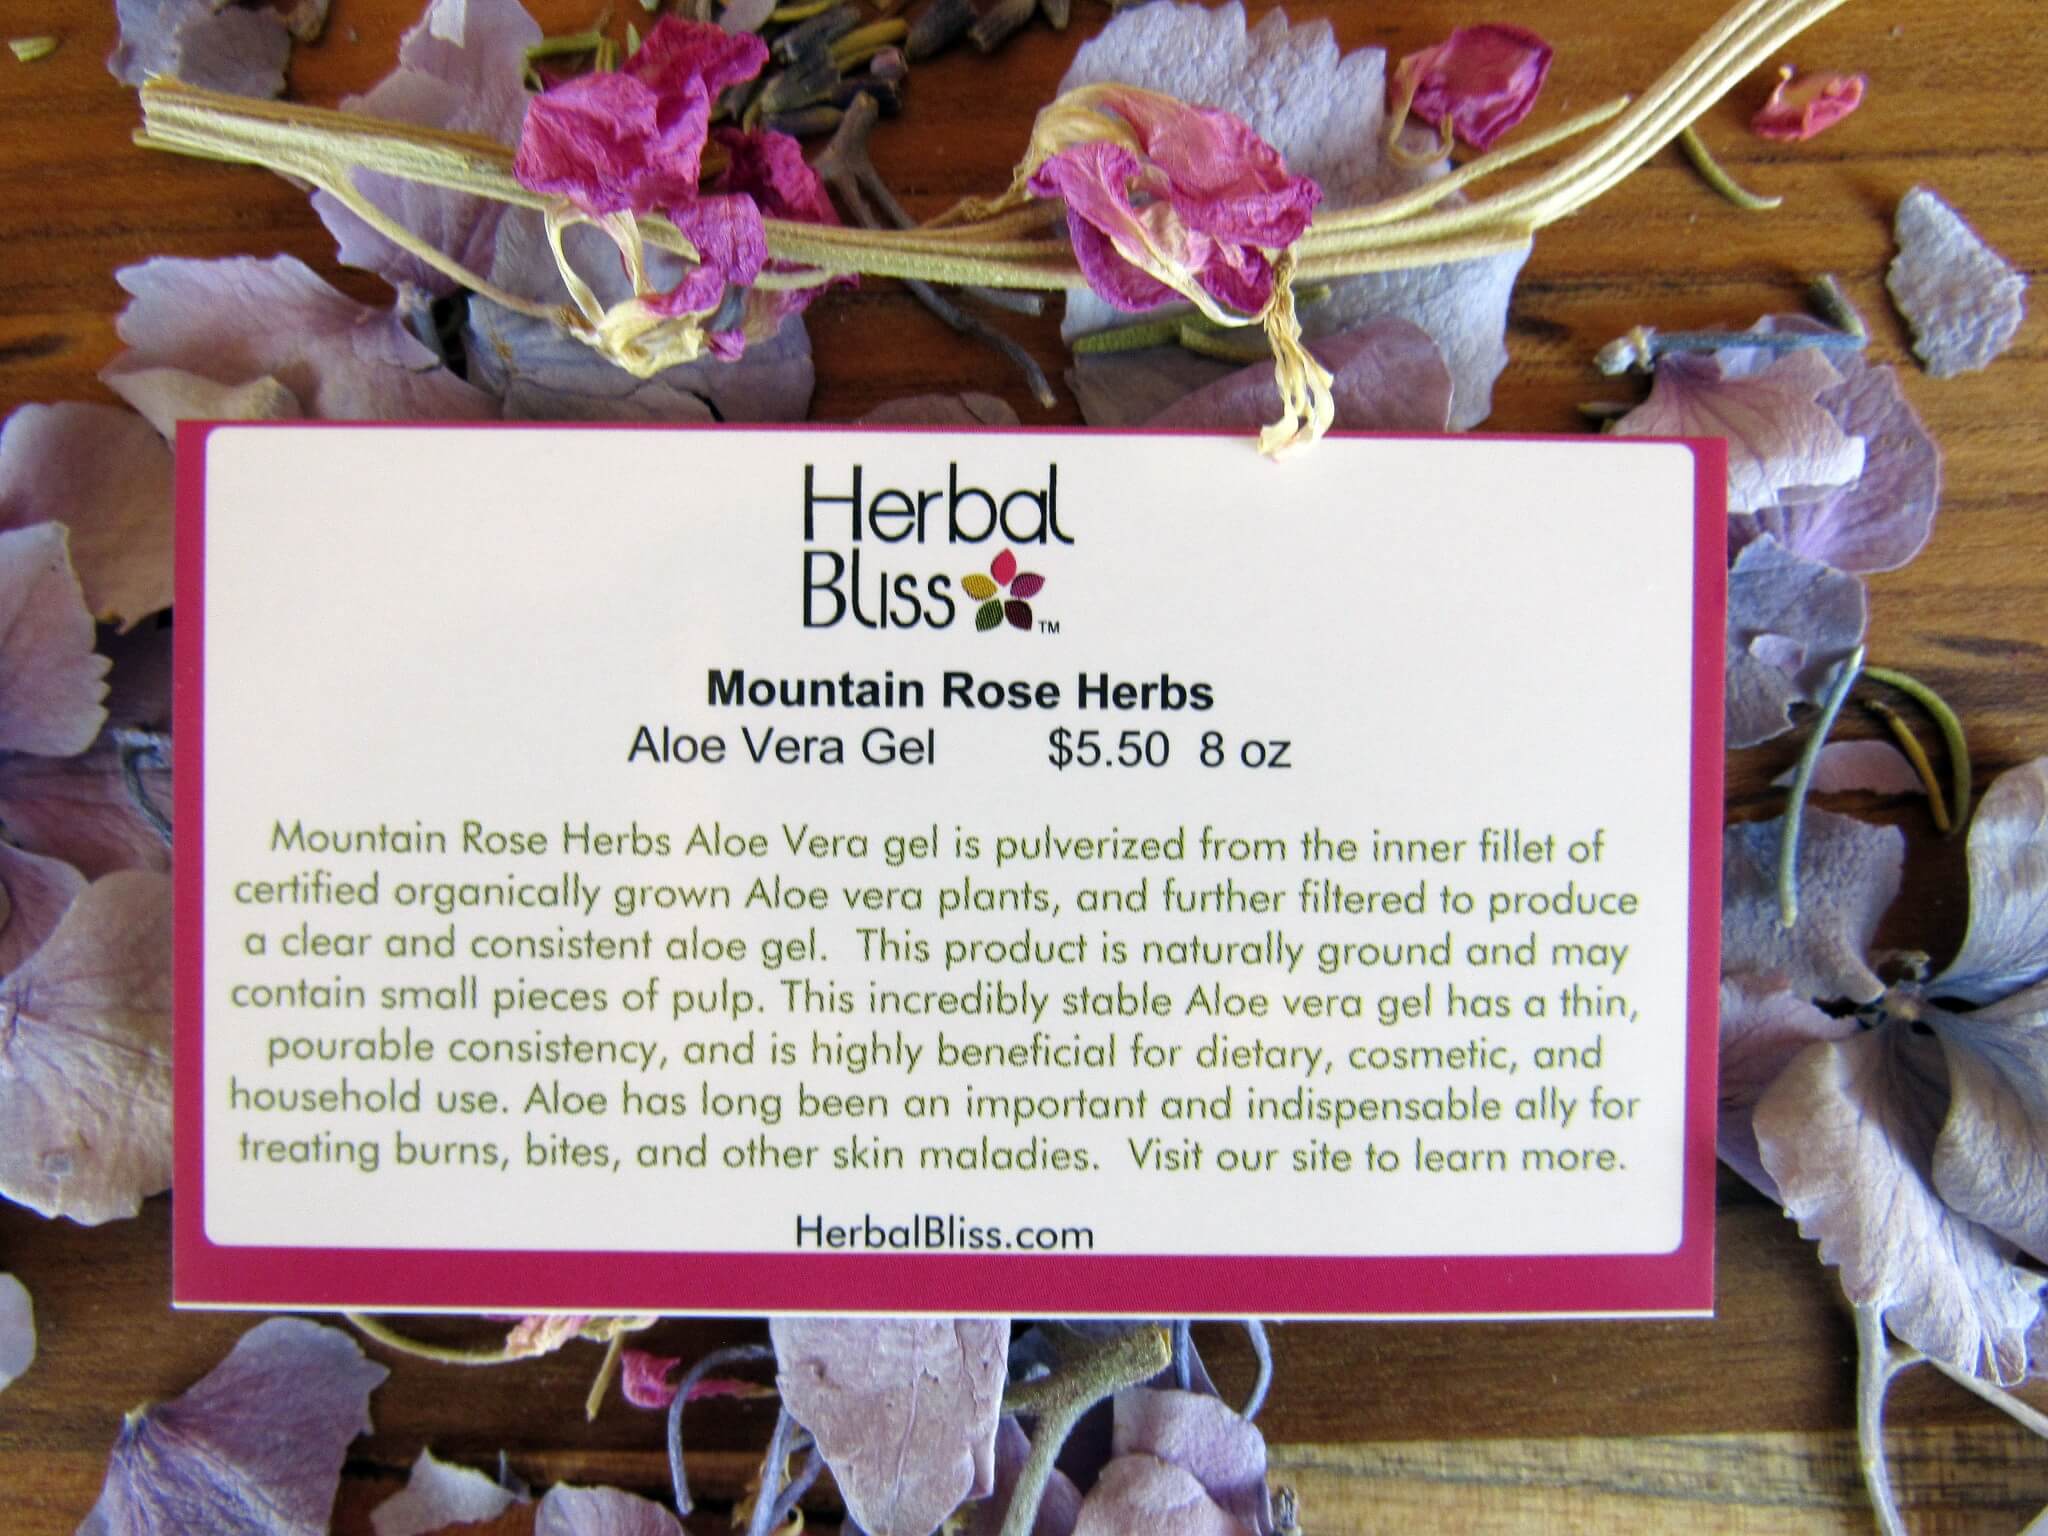 Herbal
Bliss™
Mountain Rose Herbs
Aloe Vera Gel $5.50 8 oz
Mountain Rose Herbs Aloe Vera gel is pulverized from the inner fillet of
certified organically grown Aloe vera plants, and further filtered to produce
a clear and consistent aloe gel. This product is naturally ground and may
contain small pieces of pulp. This incredibly stable Aloe vera gel has a thin,
pourable consistency, and is highly beneficial for dietary, cosmetic, and
household use. Aloe has long been an important and indispensable ally for
treating burns, bites, and other skin maladies. Visit our site to learn more.
HerbalBliss.com